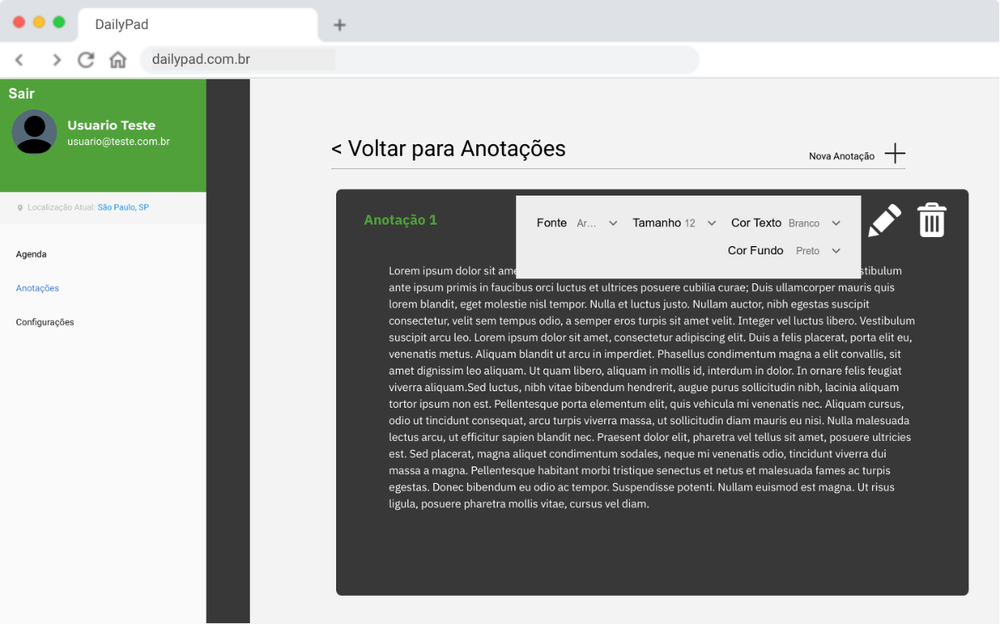 DailyPad
dailypad.com.br
Sair
Usuario Teste
usuario@teste.com.br
Localização Atual: São Paulo, SP
Agenda
Anotações
Configurações
< Voltar para Anotações
Nova Anotação
Anotação 1
Fonte Ar... Tamanho 12 Cor Texto Branco
Cor Fundo Preto
Lorem ipsum dolor sit ame stibulum
ante ipsum primis in faucibus orci luctus et ultrices posuere cubilia curae; Duis ullamcorper mauris quis
lorem blandit, eget molestie nisl tempor. Nulla et luctus justo. Nullam auctor, nibh egestas suscipit
consectetur, velit sem tempus odio, a semper eros turpis sit amet velit. Integer vel luctus libero. Vestibulum
suscipit arcu leo. Lorem ipsum dolor sit amet, consectetur adipiscing elit. Duis a felis placerat, porta elit eu,
venenatis metus. Aliquam blandit ut arcu in imperdiet. Phasellus condimentum magna a elit convallis, sit
amet dignissim leo aliquam. Ut quam libero, aliquam in mollis id, interdum in dolor. In ornare felis feugiat
viverra aliquam.Sed luctus, nibh vitae bibendum hendrerit, augue purus sollicitudin nibh, lacinia aliquam
tortor ipsum non est. Pellentesque porta elementum elit, quis vehicula mi venenatis nec. Aliquam cursus,
odio ut tincidunt consequat, arcu turpis viverra massa, ut sollicitudin diam mauris eu nisi. Nulla malesuada
lectus arcu, ut efficitur sapien blandit nec. Praesent dolor elit, pharetra vel tellus sit amet, posuere ultricies
est. Sed placerat, magna aliquet condimentum sodales, neque mi venenatis odio, tincidunt viverra dui
massa a magna. Pellentesque habitant morbi tristique senectus et netus et malesuada fames ac turpis
egestas. Donec bibendum eu odio ac tempor. Suspendisse potenti. Nullam euismod est magna. Ut risus
ligula, posuere pharetra mollis vitae, cursus vel diam.